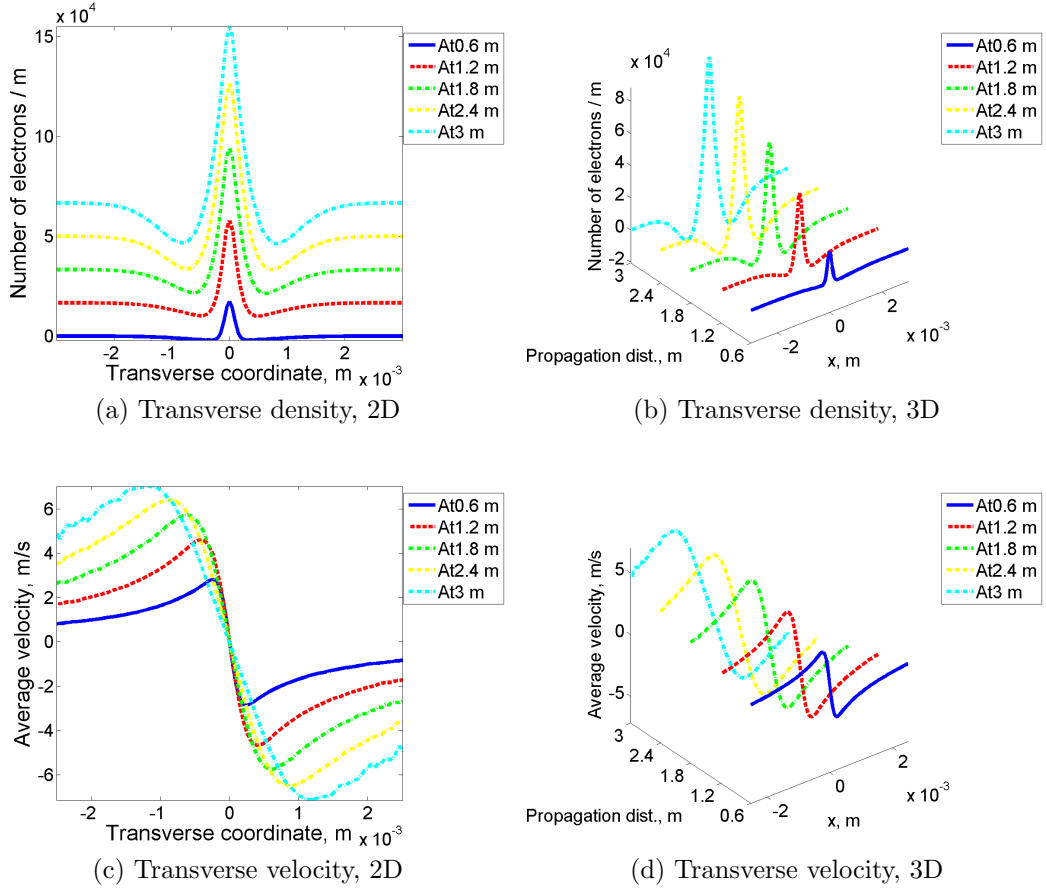 x 10^4
15
10
5
0
Number of electrons / m
-2 -1 0 1 2
Transverse coordinate, m x 10^-3
At0.6 m
At1.2 m
At1.8 m
At2.4 m
At3 m
(a) Transverse density, 2D
x 10^4
8
6
4
2
0
-2
Number of electrons / m
3
2.4
1.8
1.2
0.6
Propagation dist., m
-2 0 2
x 10^-3
x, m
At0.6 m
At1.2 m
At1.8 m
At2.4 m
At3 m
(b) Transverse density, 3D
6
4
2
0
-2
-4
-6
Average velocity, m/s
-2 -1 0 1 2
Transverse coordinate, m x 10^-3
At0.6 m
At1.2 m
At1.8 m
At2.4 m
At3 m
(c) Transverse velocity, 2D
5
0
-5
Average velocity, m/s
3
2.4
1.8
1.2
0.6
Propagation dist., m
-2 0 2
x 10^-3
x, m
At0.6 m
At1.2 m
At1.8 m
At2.4 m
At3 m
(d) Transverse velocity, 3D